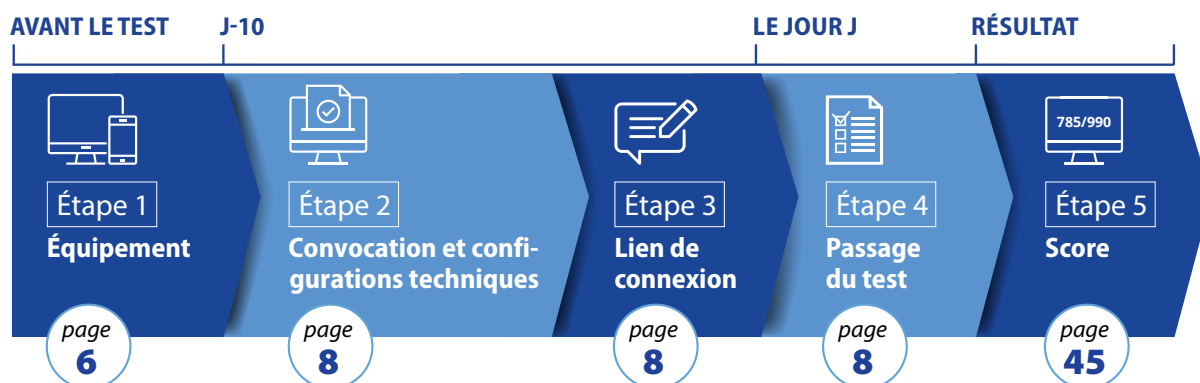 AVANT LE TEST
J-10
LE JOUR J
RÉSULTAT
785/990
Étape 1
Équipement
Étape 2
Convocation et confi-
gurations techniques
Étape 3
Lien de
connexion
Étape 4
Passage
du test
Étape 5
Score
page
6
page
8
page
8
page
8
page
45